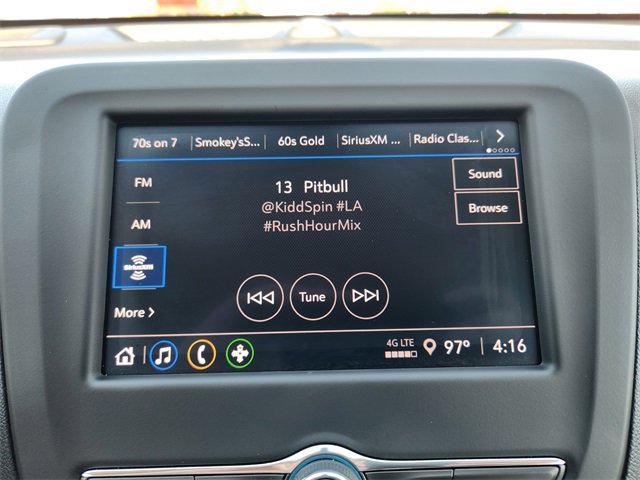 70s on 7 Smokey'sS... 60s Gold SiriusXM ... Radio Clas...
FM
13 Pitbull
Sound
@KiddSpin #LA
Browse
AM
#RushHourMix
SiriusXM
Tune
More
4G LTE 97° 4:16